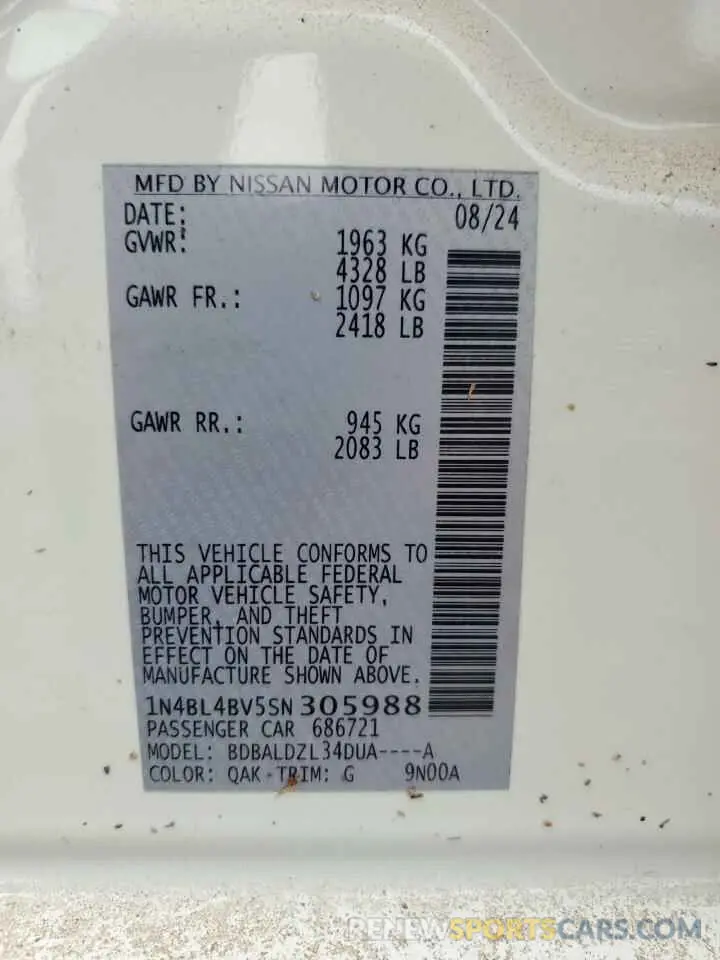 MFD BY NISSAN MOTOR CO., LTD.
DATE: 08/24
GVWR: 1963 KG
4328 LB
GAWR FR.: 1097 KG
2418 LB
GAWR RR.: 945 KG
2083 LB
THIS VEHICLE CONFORMS TO
ALL APPLICABLE FEDERAL
MOTOR VEHICLE SAFETY,
BUMPER, AND THEFT
PREVENTION STANDARDS IN
EFFECT ON THE DATE OF
MANUFACTURE SHOWN ABOVE.
1N4BL4BV5SN305988
PASSENGER CAR 686721
MODEL: BDBALDZL34DUA----A
COLOR: QAK TRIM: G 9N00A
RENEWSPORTSCARS.COM